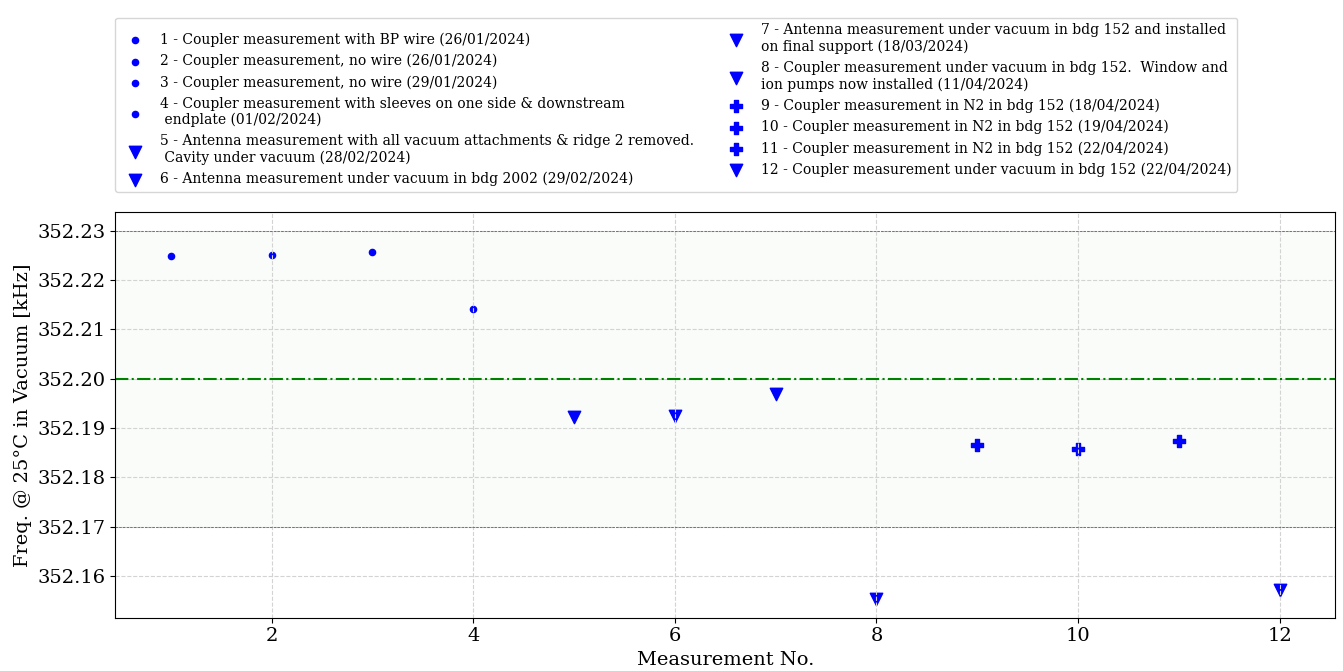 1 - Coupler measurement with BP wire (26/01/2024)
2 - Coupler measurement, no wire (26/01/2024)
3 - Coupler measurement, no wire (29/01/2024)
4 - Coupler measurement with sleeves on one side & downstream
endplate (01/02/2024)
5 - Antenna measurement with all vacuum attachments & ridge 2 removed.
Cavity under vacuum (28/02/2024)
6 - Antenna measurement under vacuum in bdg 2002 (29/02/2024)
7 - Antenna measurement under vacuum in bdg 152 and installed
on final support (18/03/2024)
8 - Coupler measurement under vacuum in bdg 152.  Window and
ion pumps now installed (11/04/2024)
9 - Coupler measurement in N2 in bdg 152 (18/04/2024)
10 - Coupler measurement in N2 in bdg 152 (19/04/2024)
11 - Coupler measurement in N2 in bdg 152 (22/04/2024)
12 - Coupler measurement under vacuum in bdg 152 (22/04/2024)
Freq. @ 25°C in Vacuum [kHz]
352.23
352.22
352.21
352.20
352.19
352.18
352.17
352.16
2 4 6 8 10 12
Measurement No.